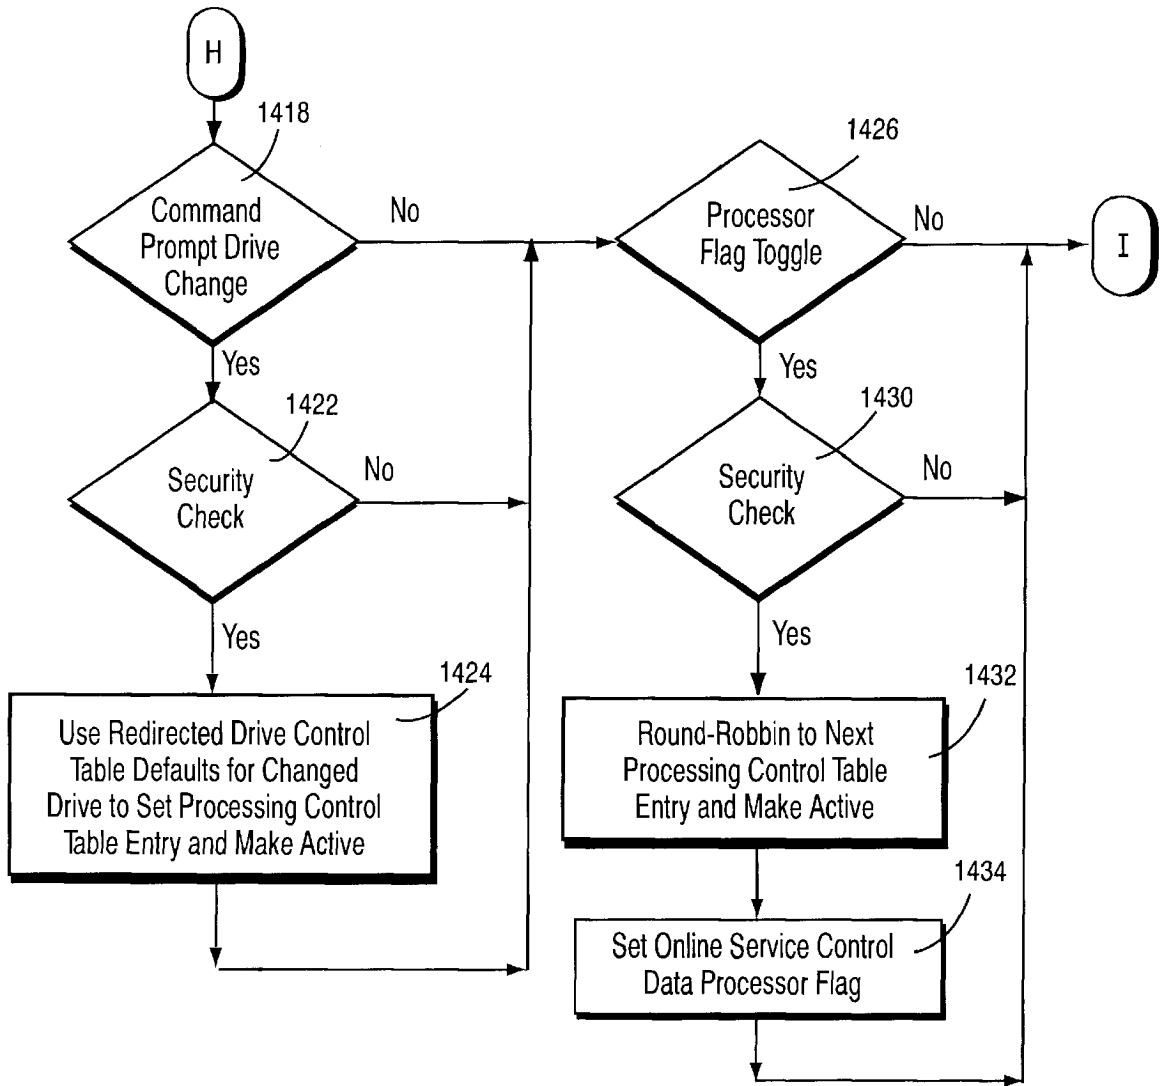 H
1418
Command
Prompt Drive
Change
No
Yes
1422
Security
Check
No
Yes
1424
Use Redirected Drive Control
Table Defaults for Changed
Drive to Set Processing Control
Table Entry and Make Active
1426
Processor
Flag Toggle
No
I
Yes
1430
Security
Check
No
Yes
1432
Round-Robbin to Next
Processing Control Table
Entry and Make Active
1434
Set Online Service Control
Data Processor Flag